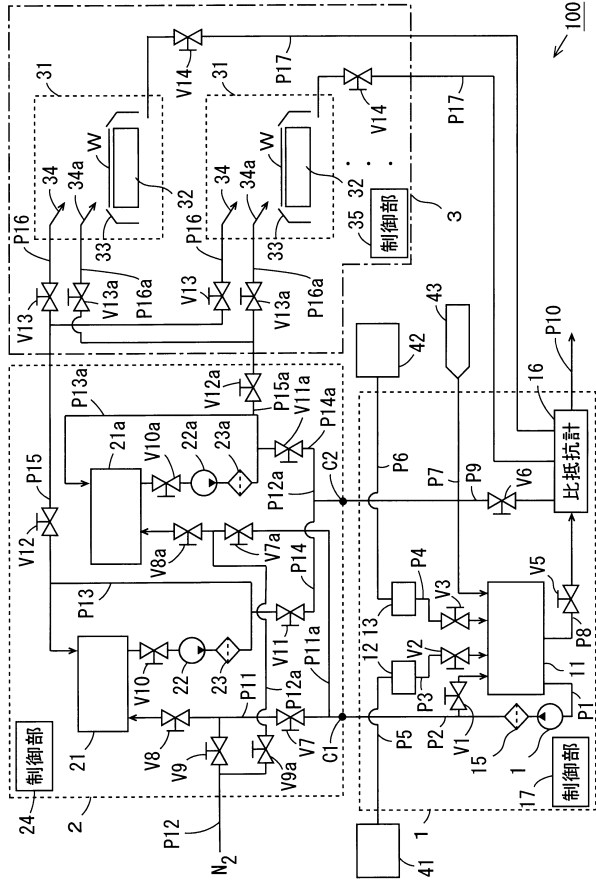 100
24
制御部
2
N2
P12
V9
V9a
V8
V7
P11
P12a
C1
21
V10
22
23
P13
V11
P11a
P14
V12
P15
V8a
V7a
21a
V10a
22a
23a
P12a
P13a
V12a
P15a
V11a
P14a
C2
V13
V13a
P16
P16a
34
34a
33
W
32
31
V14
P17
V13
V13a
P16
P16a
34
34a
33
W
32
31
V14
P17
35
制御部
3
41
42
43
P5
P6
P7
12
13
P3
P4
V2
V3
V1
P2
P1
15
1
11
17
制御部
1
P8
V5
P9
V6
比抵抗計
16
P10